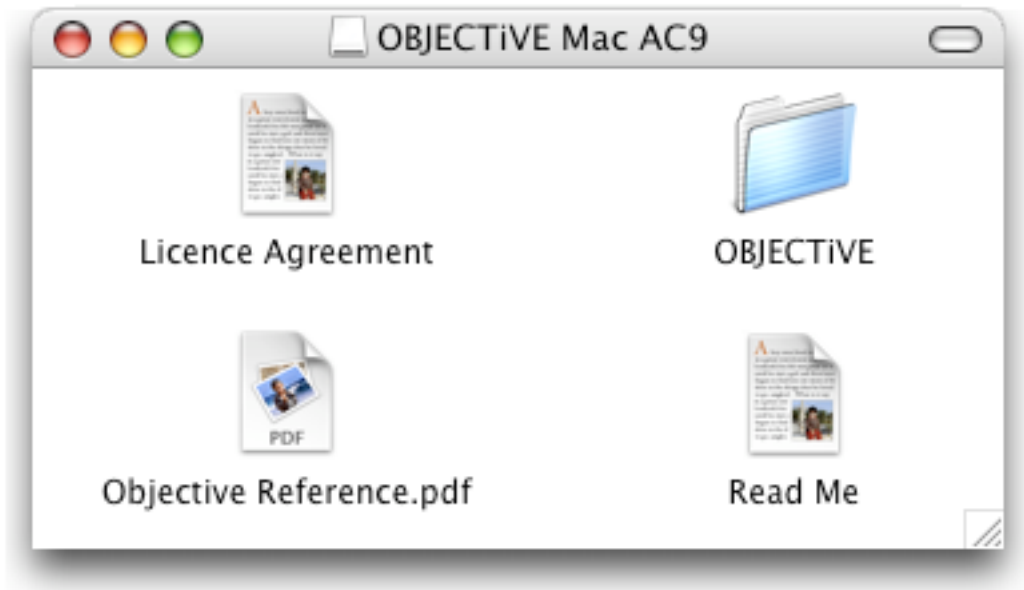 OBJECTiVE Mac AC9
Licence Agreement
OBJECTiVE
PDF
Objective Reference.pdf
Read Me